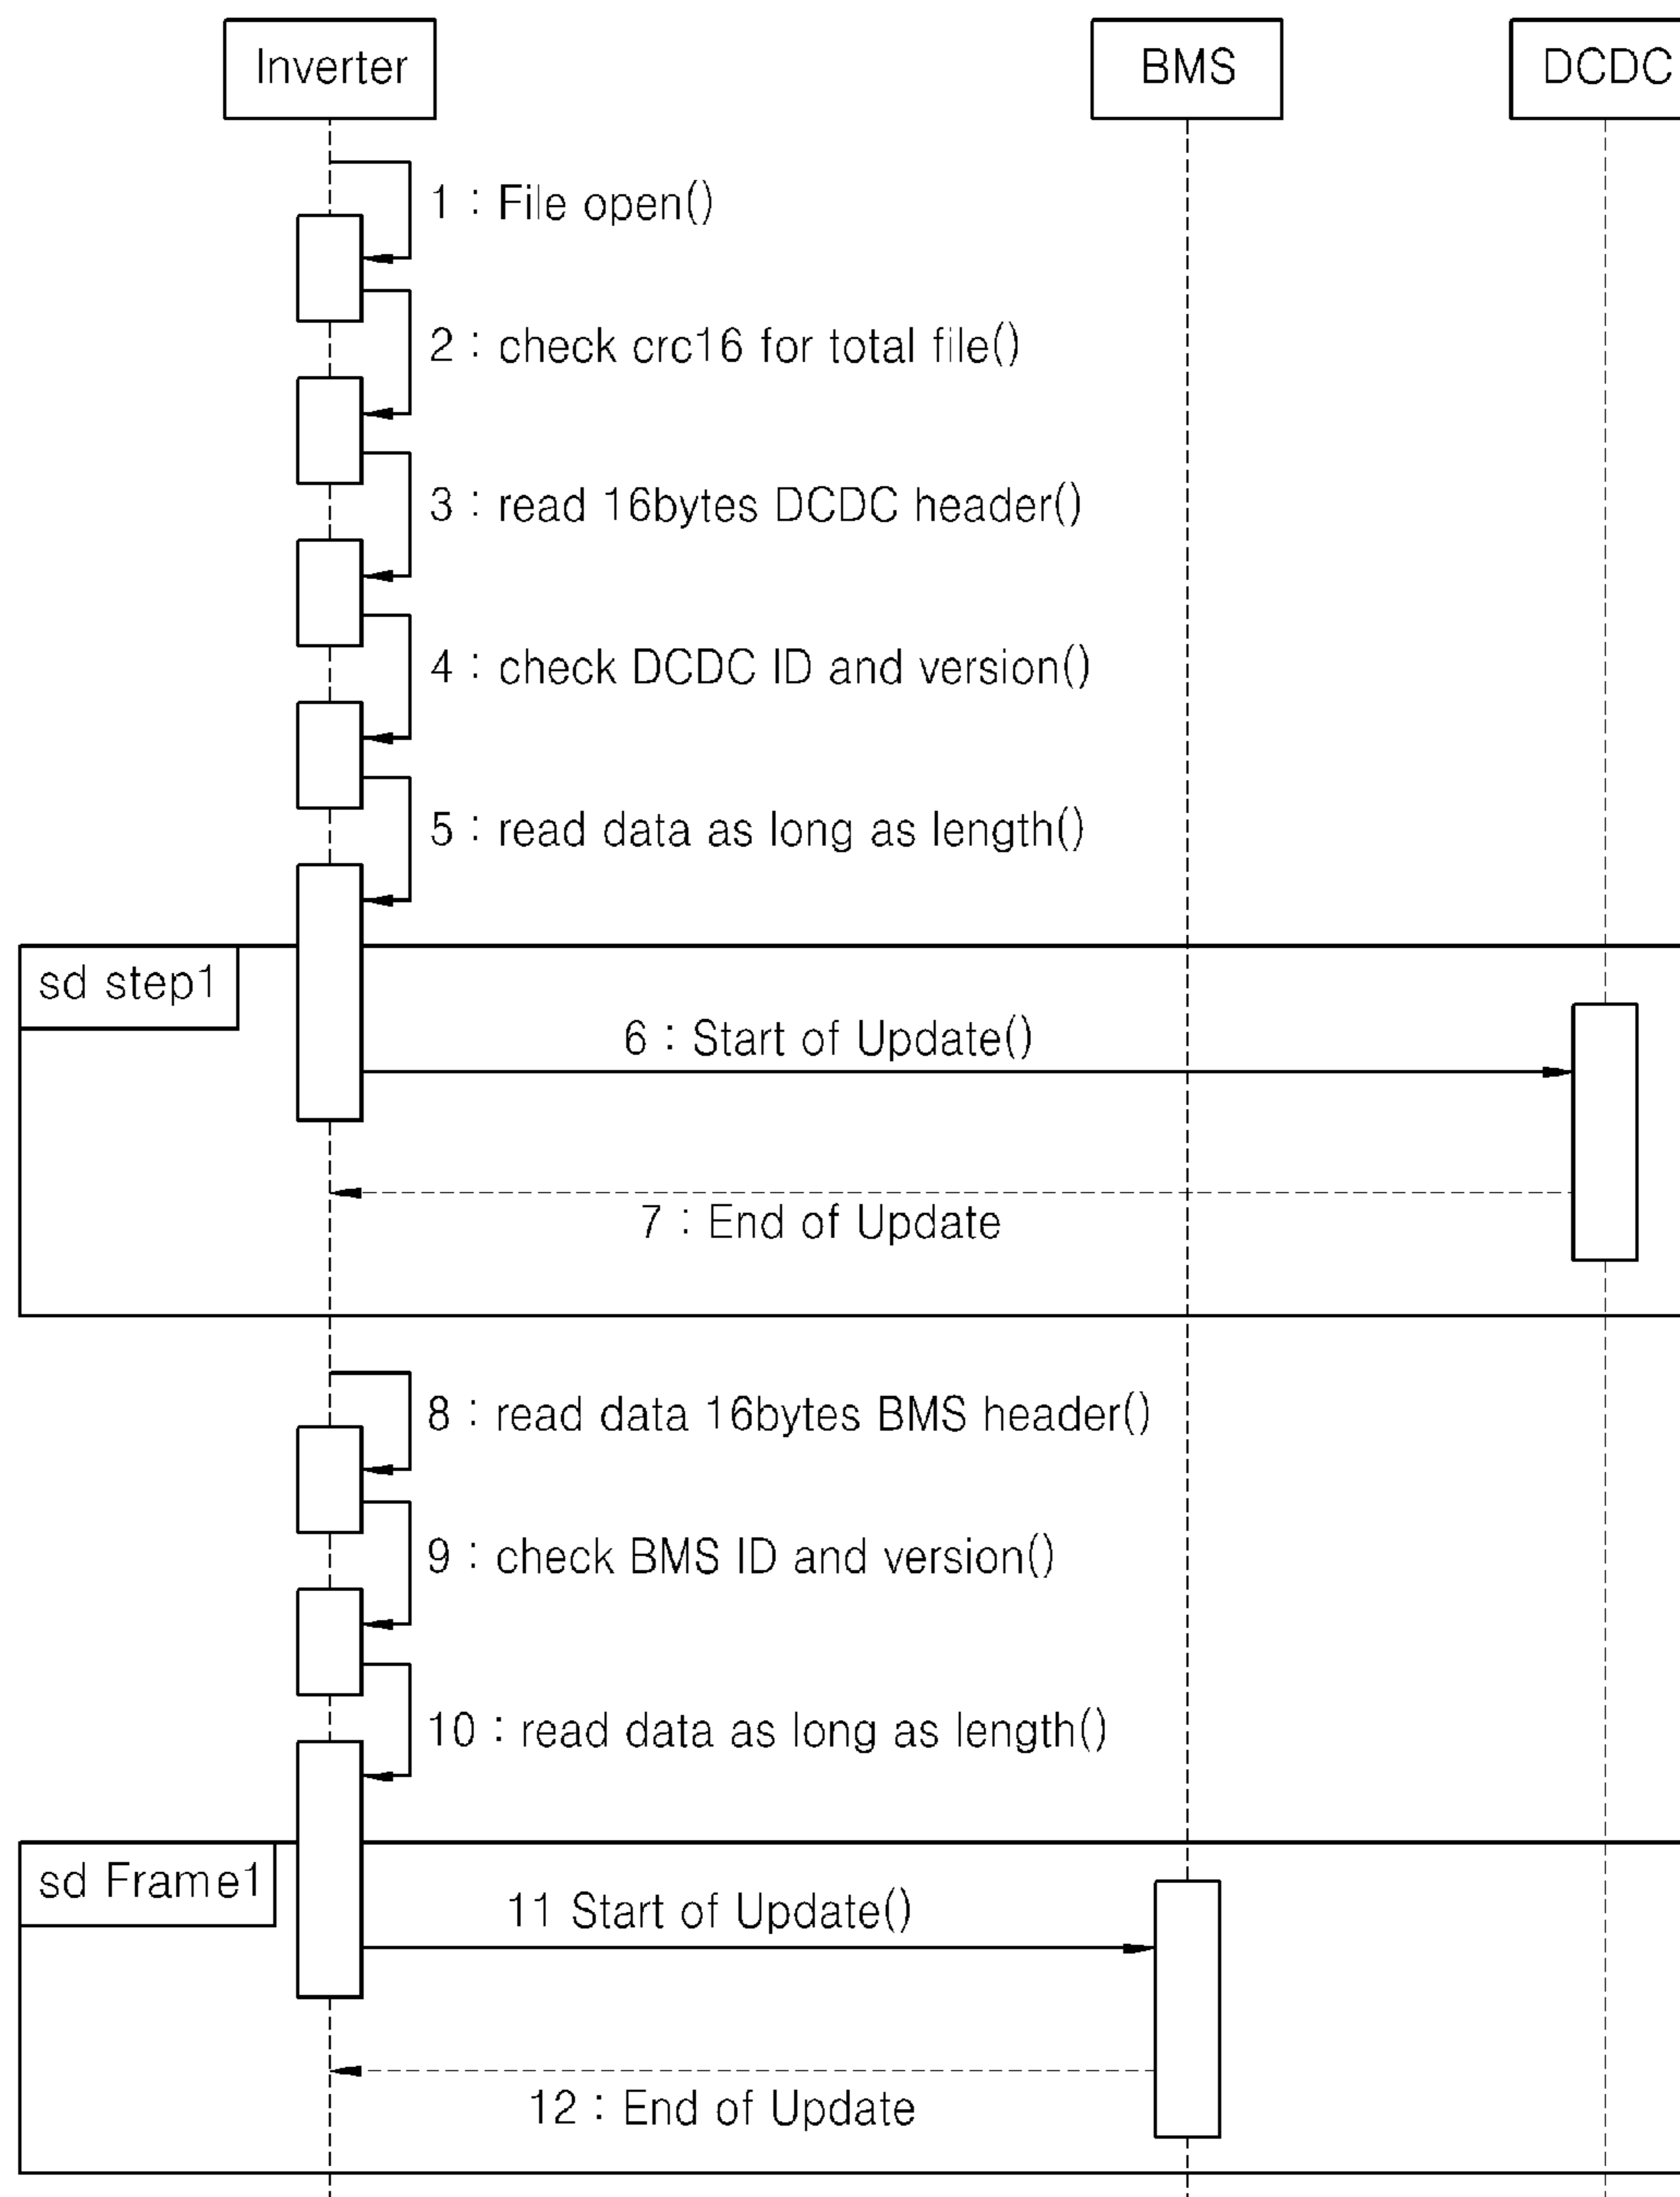 Inverter
BMS
DCDC
1 : File open()
2 : check crc16 for total file()
3 : read 16bytes DCDC header()
4 : check DCDC ID and version()
5 : read data as long as length()
sd step1
6 : Start of Update()
7 : End of Update
8 : read data 16bytes BMS header()
9 : check BMS ID and version()
10 : read data as long as length()
sd Frame1
11 Start of Update()
12 : End of Update